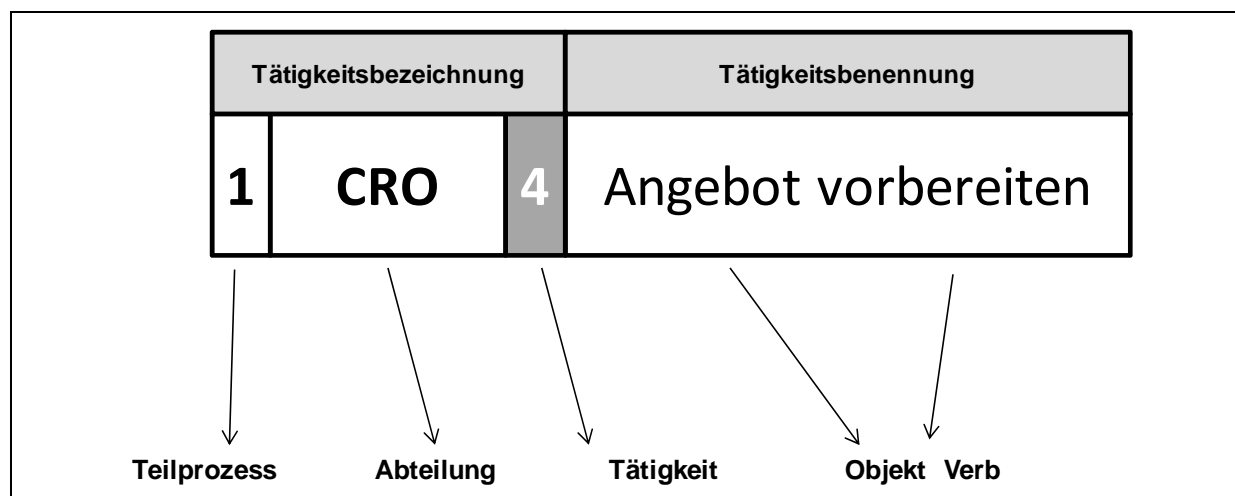 Tätigkeitsbezeichnung Tätigkeitsbenennung
1 CRO 4 Angebot vorbereiten
Teilprozess Abteilung Tätigkeit Objekt Verb